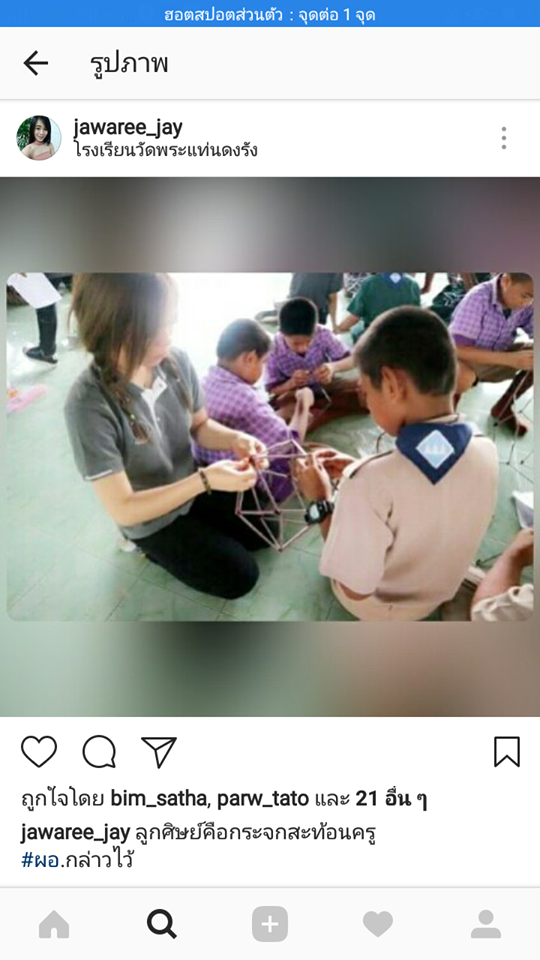 ฮอตสปอตส่วนตัว : จุดต่อ 1 จุด
รูปภาพ
jawaree_jay
โรงเรียนวัดพระแท่นดงรัง
ถูกใจโดย bim_satha, parw_tato และ 21 อื่น ๆ
jawaree_jay ลูกศิษย์คือกระจกสะท้อนครู
#ผอ.กล่าวไว้